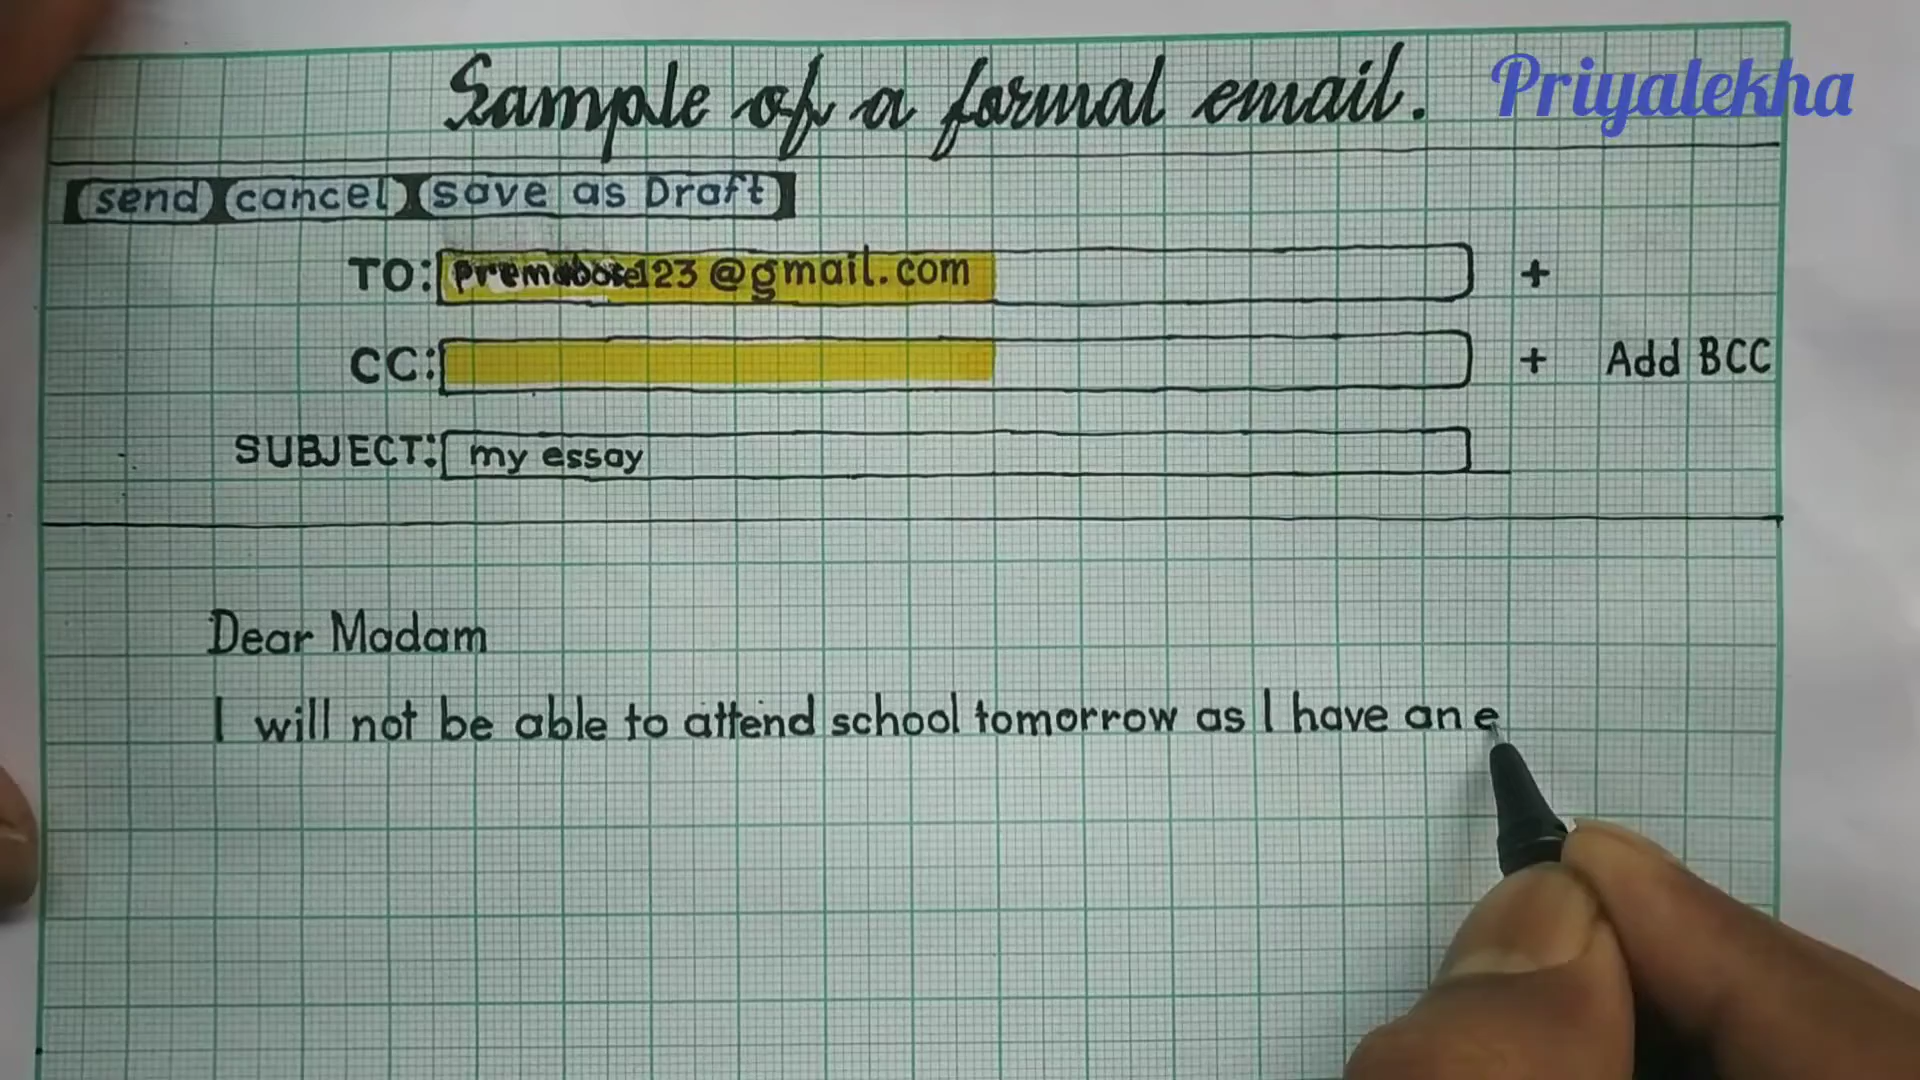 Sample of a formal email.
Priyalekha
send cancel save as Draft
TO: premabose123@gmail.com +
CC: + Add BCC
SUBJECT: my essay
Dear Madam
I will not be able to attend school tomorrow as I have an e